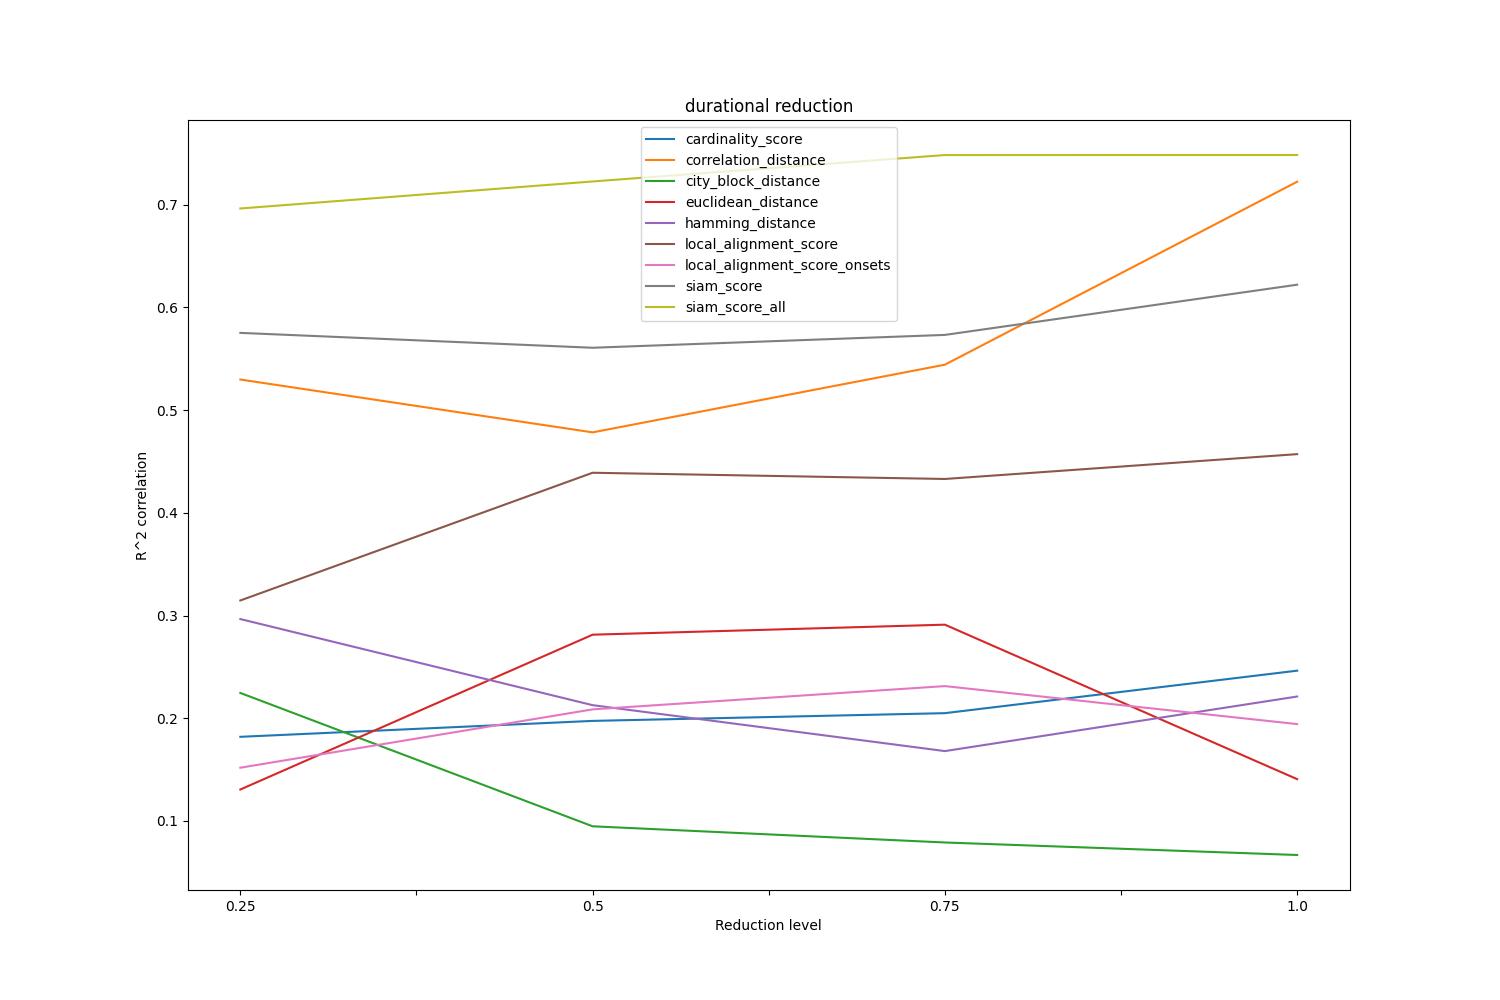 durational reduction
cardinality_score
correlation_distance
city_block_distance
euclidean_distance
hamming_distance
local_alignment_score
local_alignment_score_onsets
siam_score
siam_score_all
0.7
0.6
0.5
0.4
0.3
0.2
0.1
R^2 correlation
0.25
0.5
0.75
1.0
Reduction level